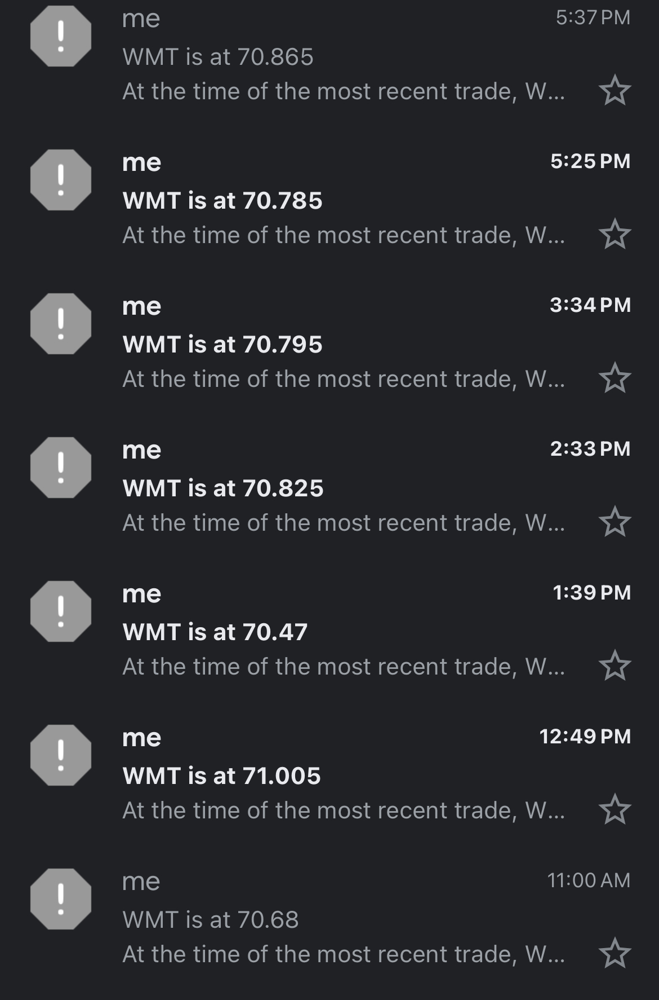 me 5:37 PM
WMT is at 70.865
At the time of the most recent trade, W...
me 5:25 PM
WMT is at 70.785
At the time of the most recent trade, W...
me 3:34 PM
WMT is at 70.795
At the time of the most recent trade, W...
me 2:33 PM
WMT is at 70.825
At the time of the most recent trade, W...
me 1:39 PM
WMT is at 70.47
At the time of the most recent trade, W...
me 12:49 PM
WMT is at 71.005
At the time of the most recent trade, W...
me 11:00 AM
WMT is at 70.68
At the time of the most recent trade, W...